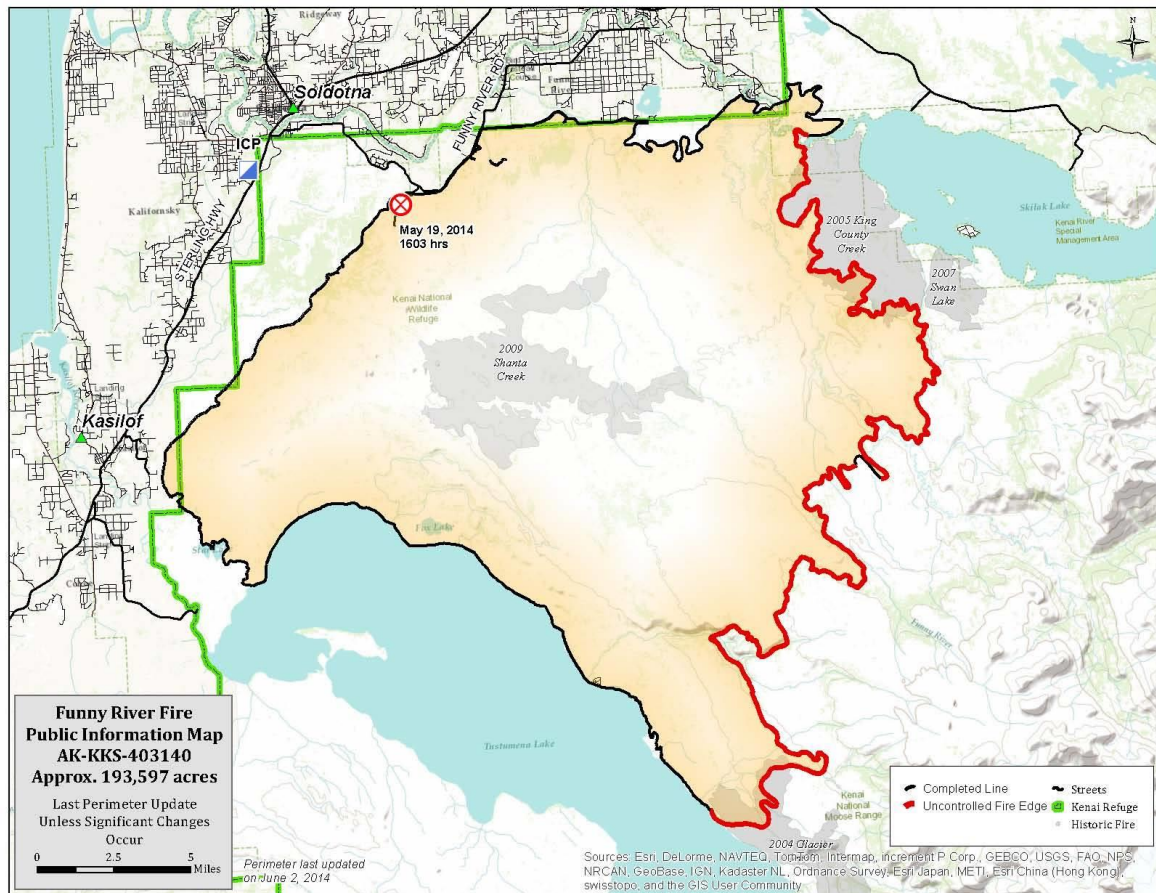 Ridgeway
N
Soldotna
FUNNY RIVER RD
Funny
River
ICP
STERLING HWY
Kalifornsky
May 19, 2014
1603 hrs
2005 King
County
Creek
Skilak Lake
Kenai River
Special
Management Area
2007
Swan
Lake
Kenai National
Wildlife
Refuge
2009
Shanta
Creek
Landing
Kasilof
Funny River
Tustumena Lake
Kenai
National
Moose Range
2004 Glacier
Funny River Fire
Public Information Map
AK-KKS-403140
Approx. 193,597 acres
Last Perimeter Update
Unless Significant Changes
Occur
0 2.5 5
Miles
Perimeter last updated
on June 2, 2014
Completed Line
Uncontrolled Fire Edge
Streets
Kenai Refuge
Historic Fire
Sources: Esri, DeLorme, NAVTEQ, TomTom, Intermap, increment P Corp., GEBCO, USGS, FAO, NPS,
NRCAN, GeoBase, IGN, Kadaster NL, Ordnance Survey, Esri Japan, METI, Esri China (Hong Kong),
swisstopo, and the GIS User Community